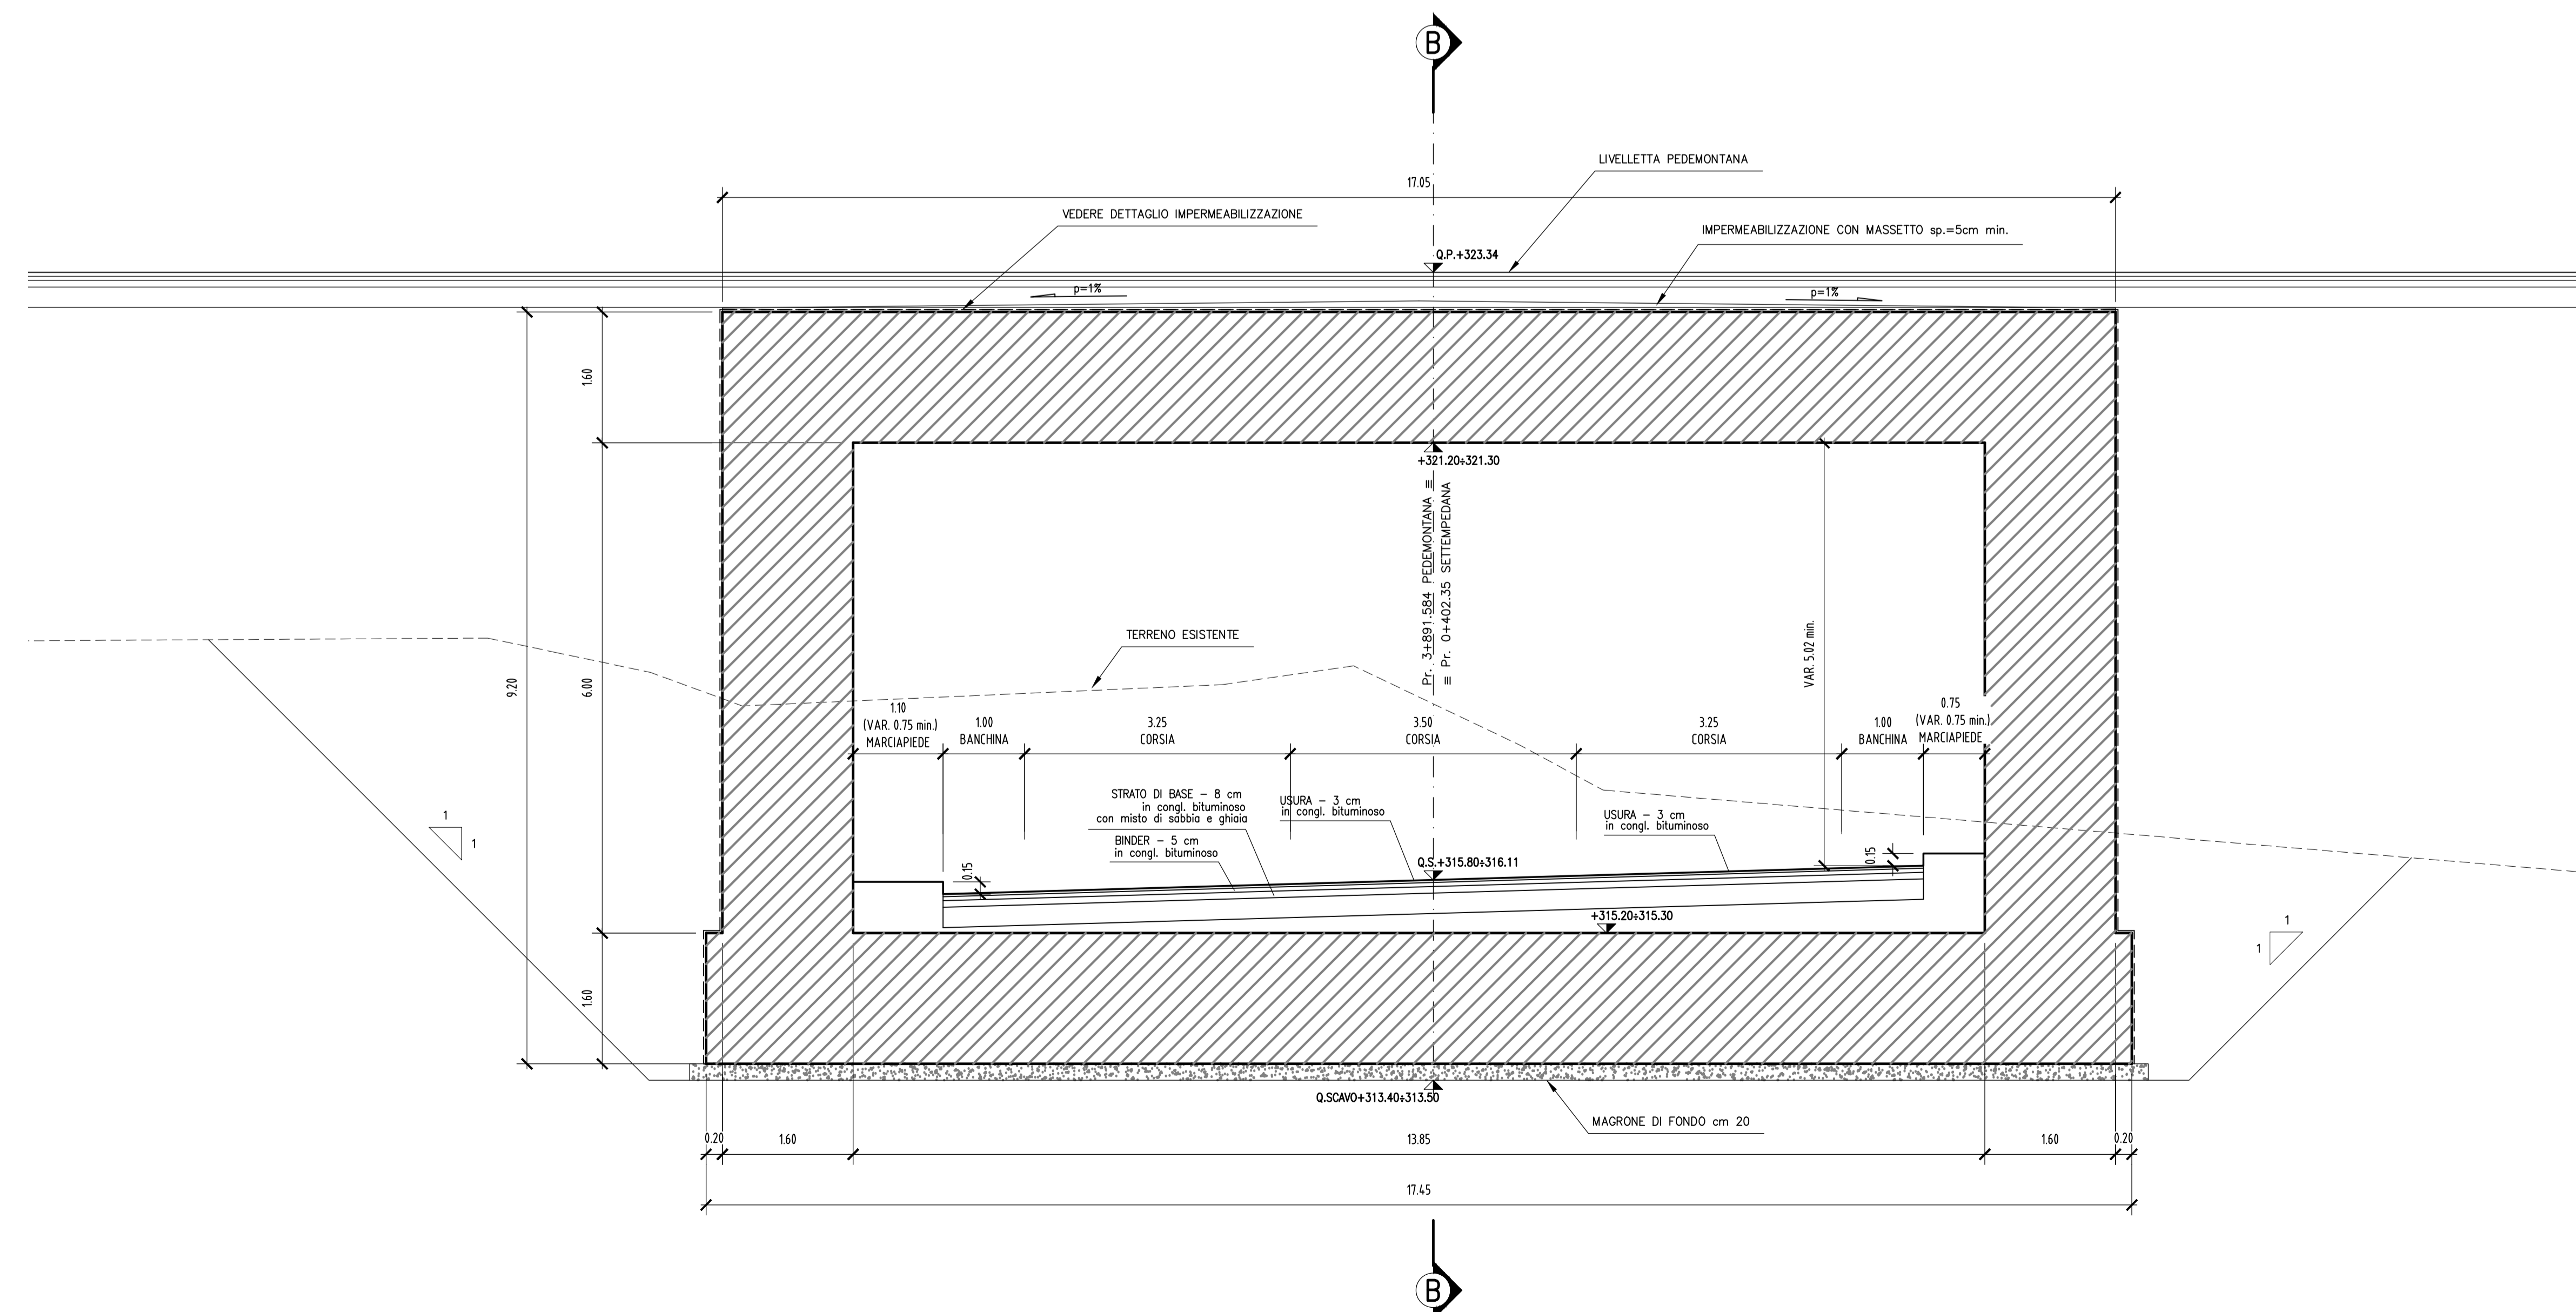 B
LIVELLETTA PEDEMONTANA
17.05
VEDERE DETTAGLIO IMPERMEABILIZZAZIONE
IMPERMEABILIZZAZIONE CON MASSETTO sp.=5cm min.
Q.P.+323.34
p=1%
p=1%
1.60
+321.20÷321.30
Pr. 3+891.584 PEDEMONTANA ≡
≡ Pr. 0+402.35 SETTEMPEDANA
TERRENO ESISTENTE
VAR. 5.02 min.
9.20
6.00
1.10
(VAR. 0.75 min.)
MARCIAPIEDE
1.00
BANCHINA
3.25
CORSIA
3.50
CORSIA
3.25
CORSIA
1.00
BANCHINA
0.75
(VAR. 0.75 min.)
MARCIAPIEDE
STRATO DI BASE – 8 cm
in congl. bituminoso
con misto di sabbia e ghiaia
USURA – 3 cm
in congl. bituminoso
USURA – 3 cm
in congl. bituminoso
BINDER – 5 cm
in congl. bituminoso
1
1
0.15
Q.S.+315.80÷316.11
0.15
+315.20÷315.30
1
1
1.60
Q.SCAVO+313.40÷313.50
MAGRONE DI FONDO cm 20
0.20
1.60
13.85
1.60
0.20
17.45
B